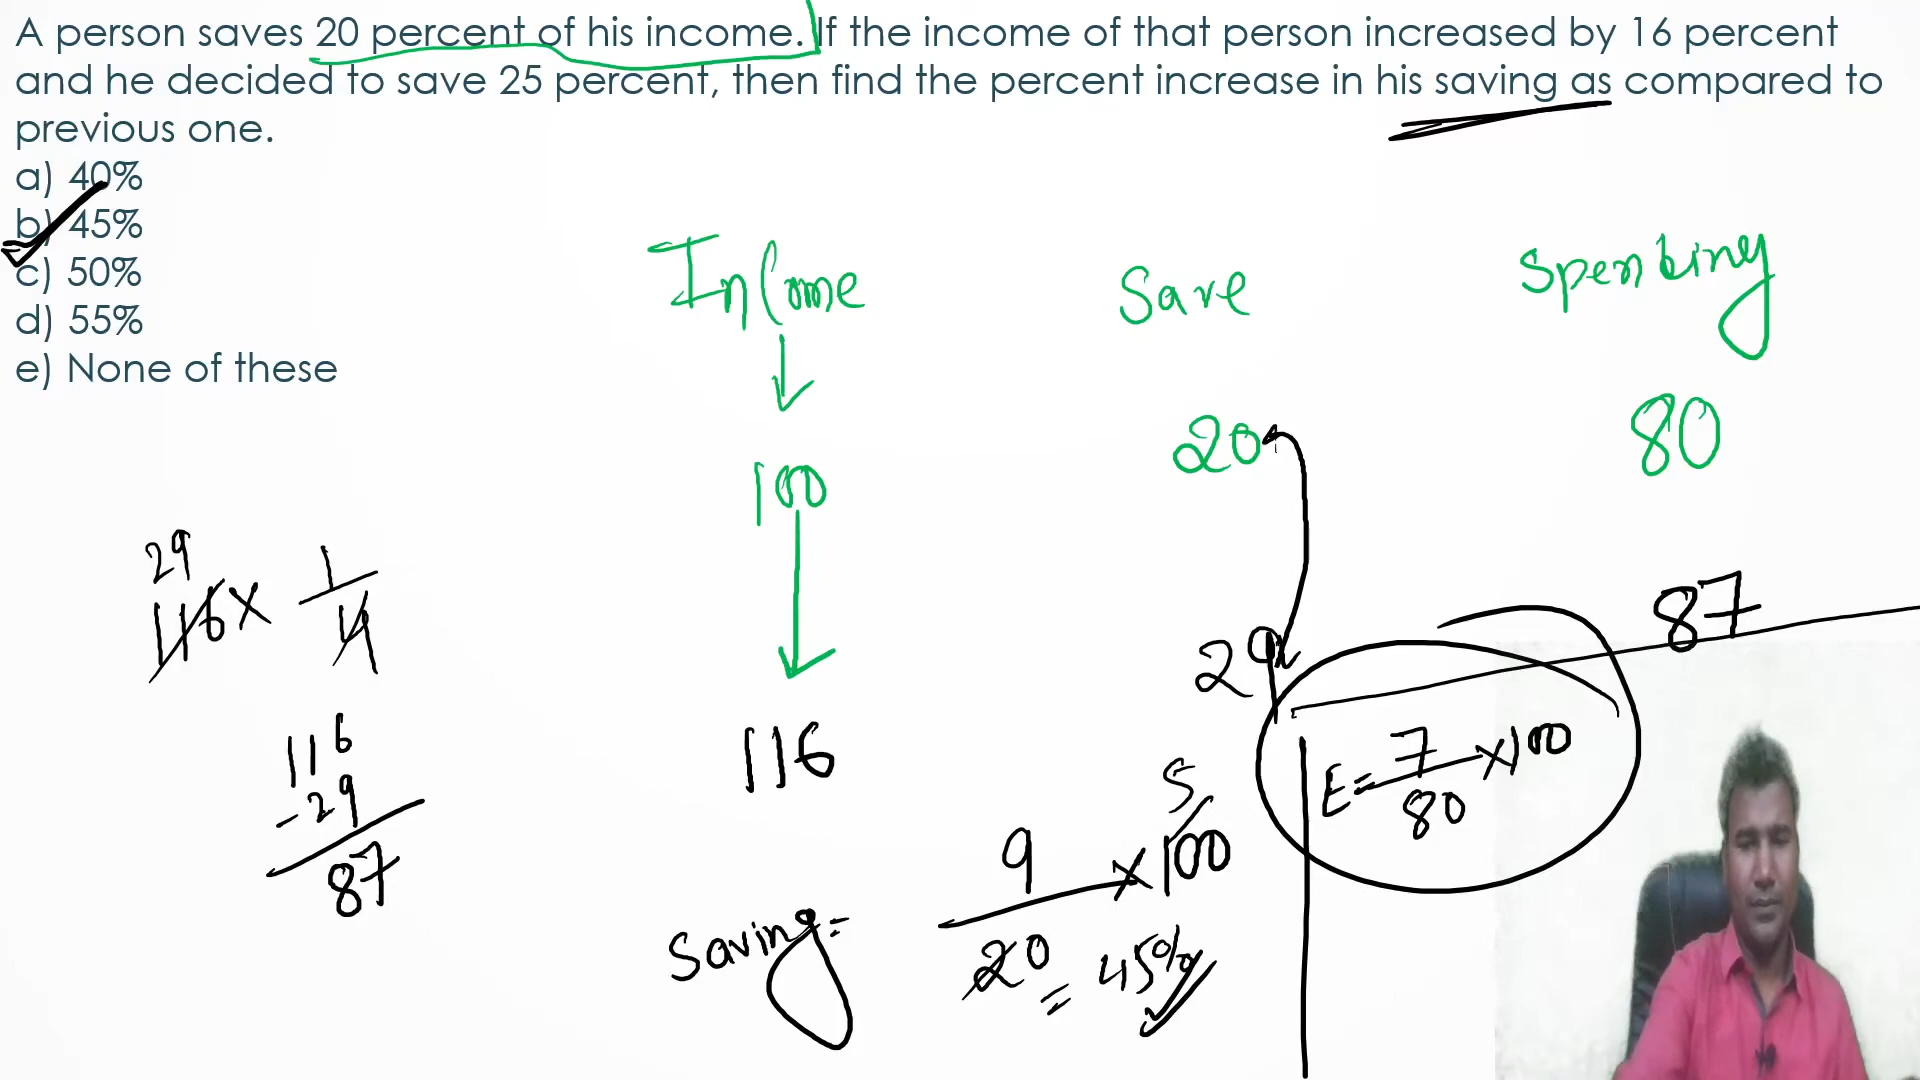 A person saves 20 percent of his income. If the income of that person increased by 16 percent
and he decided to save 25 percent, then find the percent increase in his saving as compared to
previous one.
a) 40%
b) 45%
c) 50%
d) 55%
e) None of these
Income Save Spending
20 80
100
29
116 x 1/4
29 87
116
116
-29
87
E = 7/80 x 100
5
Saving = 9/20 x 100
= 45%